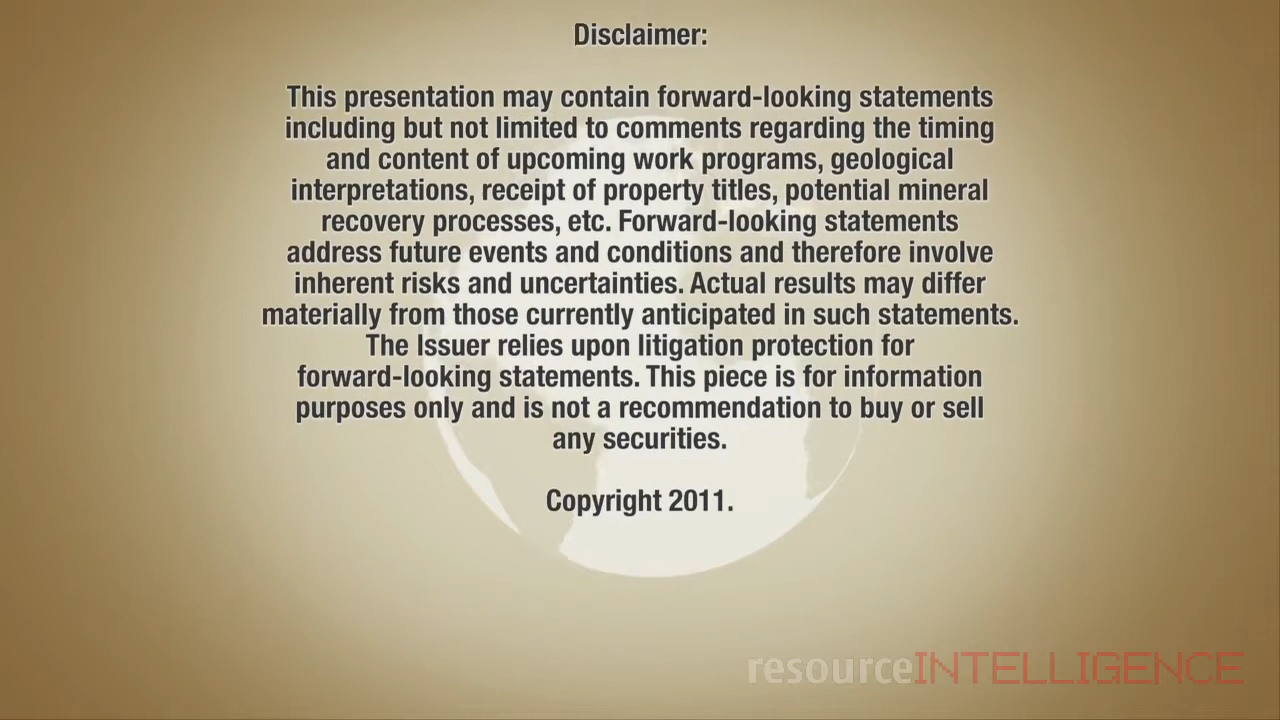 Disclaimer:
This presentation may contain forward-looking statements
including but not limited to comments regarding the timing
and content of upcoming work programs, geological
interpretations, receipt of property titles, potential mineral
recovery processes, etc. Forward-looking statements
address future events and conditions and therefore involve
inherent risks and uncertainties. Actual results may differ
materially from those currently anticipated in such statements.
The Issuer relies upon litigation protection for
forward-looking statements. This piece is for information
purposes only and is not a recommendation to buy or sell
any securities.
Copyright 2011.
resourceINTELLIGENCE